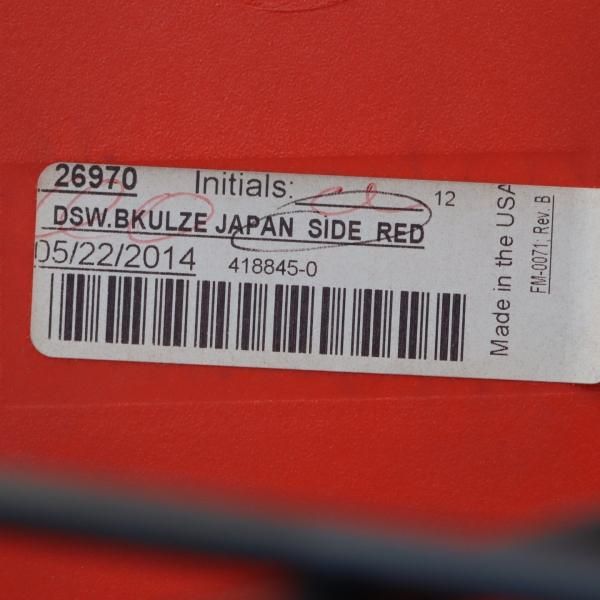 26970 Initials: 12
DSW.BKULZE JAPAN SIDE RED
05/22/2014 418845-0
Made in the USA
FM-0071; Rev. B